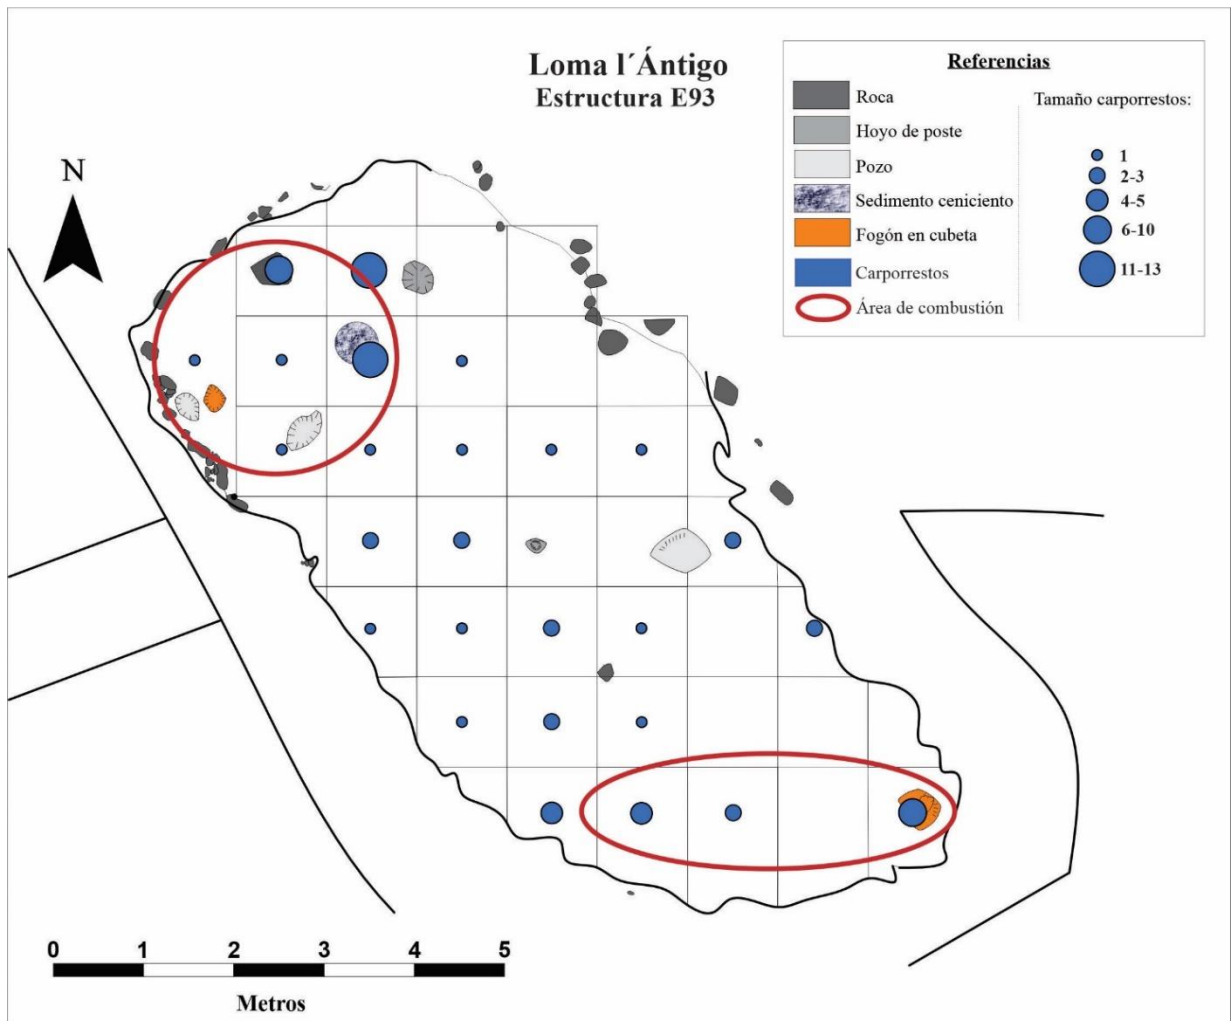 Loma l´Ántigo
Estructura E93
N
Referencias
Roca
Hoyo de poste
Pozo
Sedimento ceniciento
Fogón en cubeta
Carporrestos
Área de combustión
Tamaño carporrestos:
1
2-3
4-5
6-10
11-13
0 1 2 3 4 5
Metros